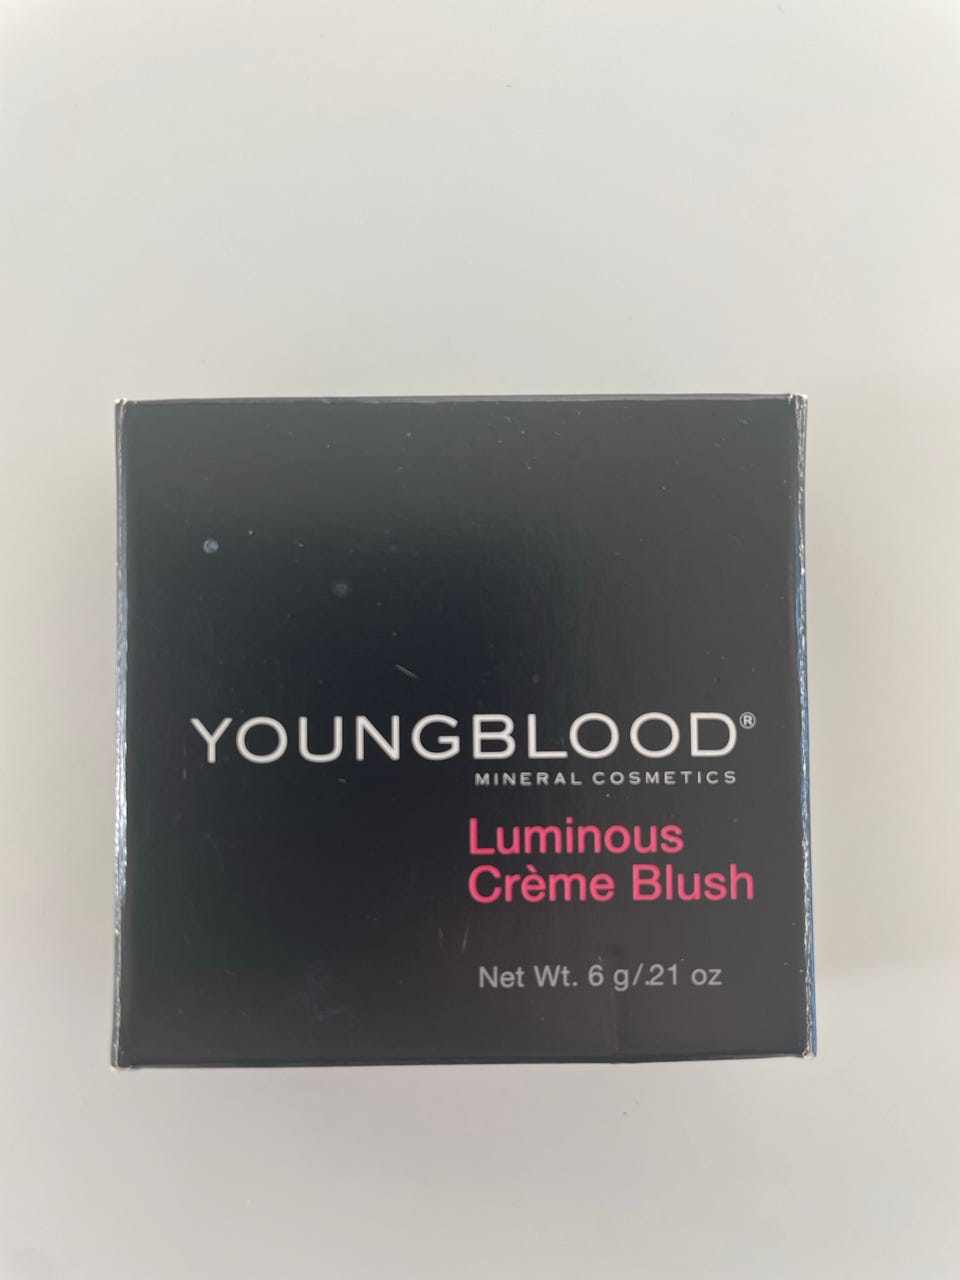 YOUNGBLOOD®
MINERAL COSMETICS
Luminous
Crème Blush
Net Wt. 6 g/.21 oz